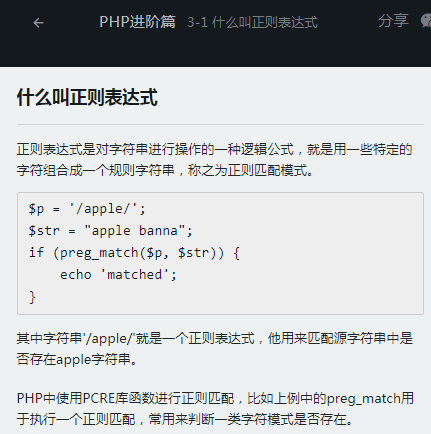 ← PHP进阶篇 3-1 什么叫正则表达式 分享
什么叫正则表达式
正则表达式是对字符串进行操作的一种逻辑公式，就是用一些特定的
字符组合成一个规则字符串，称之为正则匹配模式。
$p = '/apple/';
$str = "apple banna";
if (preg_match($p, $str)) {
    echo 'matched';
}
其中字符串'/apple/'就是一个正则表达式，他用来匹配源字符串中是
否存在apple字符串。
PHP中使用PCRE库函数进行正则匹配，比如上例中的preg_match用
于执行一个正则匹配，常用来判断一类字符模式是否存在。